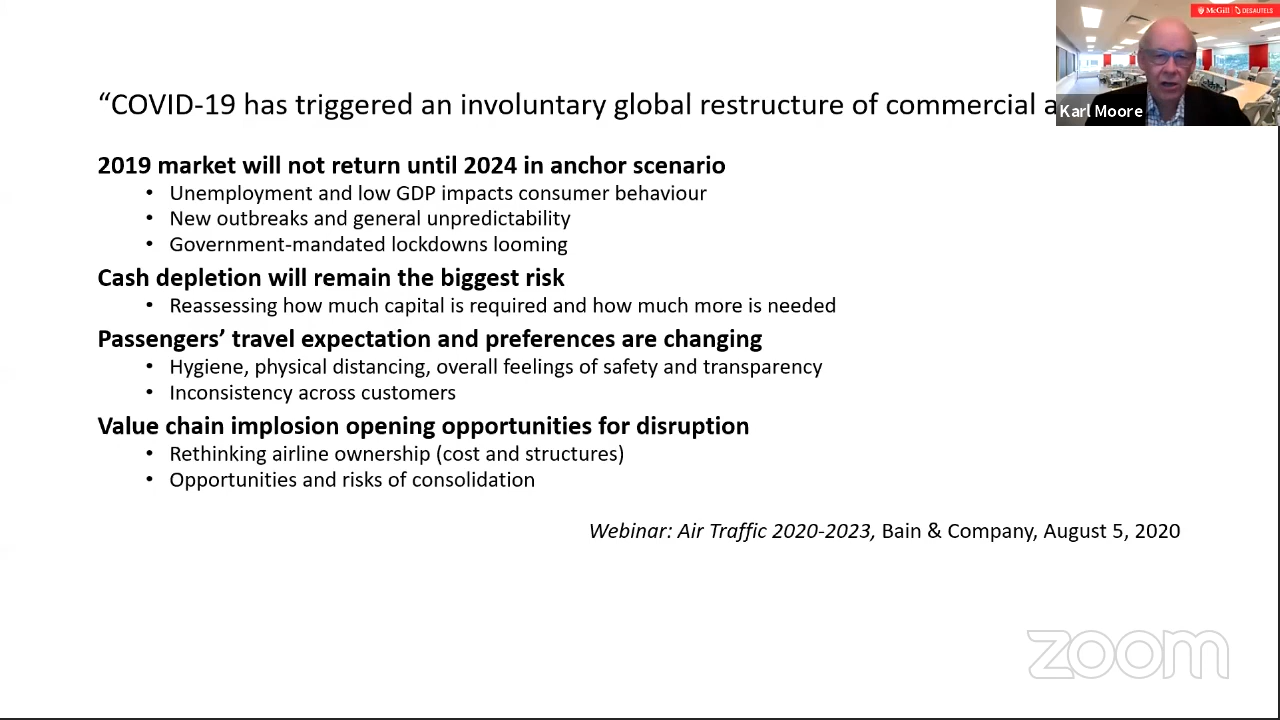 McGill DESAUTELS
“COVID-19 has triggered an involuntary global restructure of commercial a
Karl Moore
2019 market will not return until 2024 in anchor scenario
• Unemployment and low GDP impacts consumer behaviour
• New outbreaks and general unpredictability
• Government-mandated lockdowns looming
Cash depletion will remain the biggest risk
• Reassessing how much capital is required and how much more is needed
Passengers’ travel expectation and preferences are changing
• Hygiene, physical distancing, overall feelings of safety and transparency
• Inconsistency across customers
Value chain implosion opening opportunities for disruption
• Rethinking airline ownership (cost and structures)
• Opportunities and risks of consolidation
Webinar: Air Traffic 2020-2023, Bain & Company, August 5, 2020
zoom